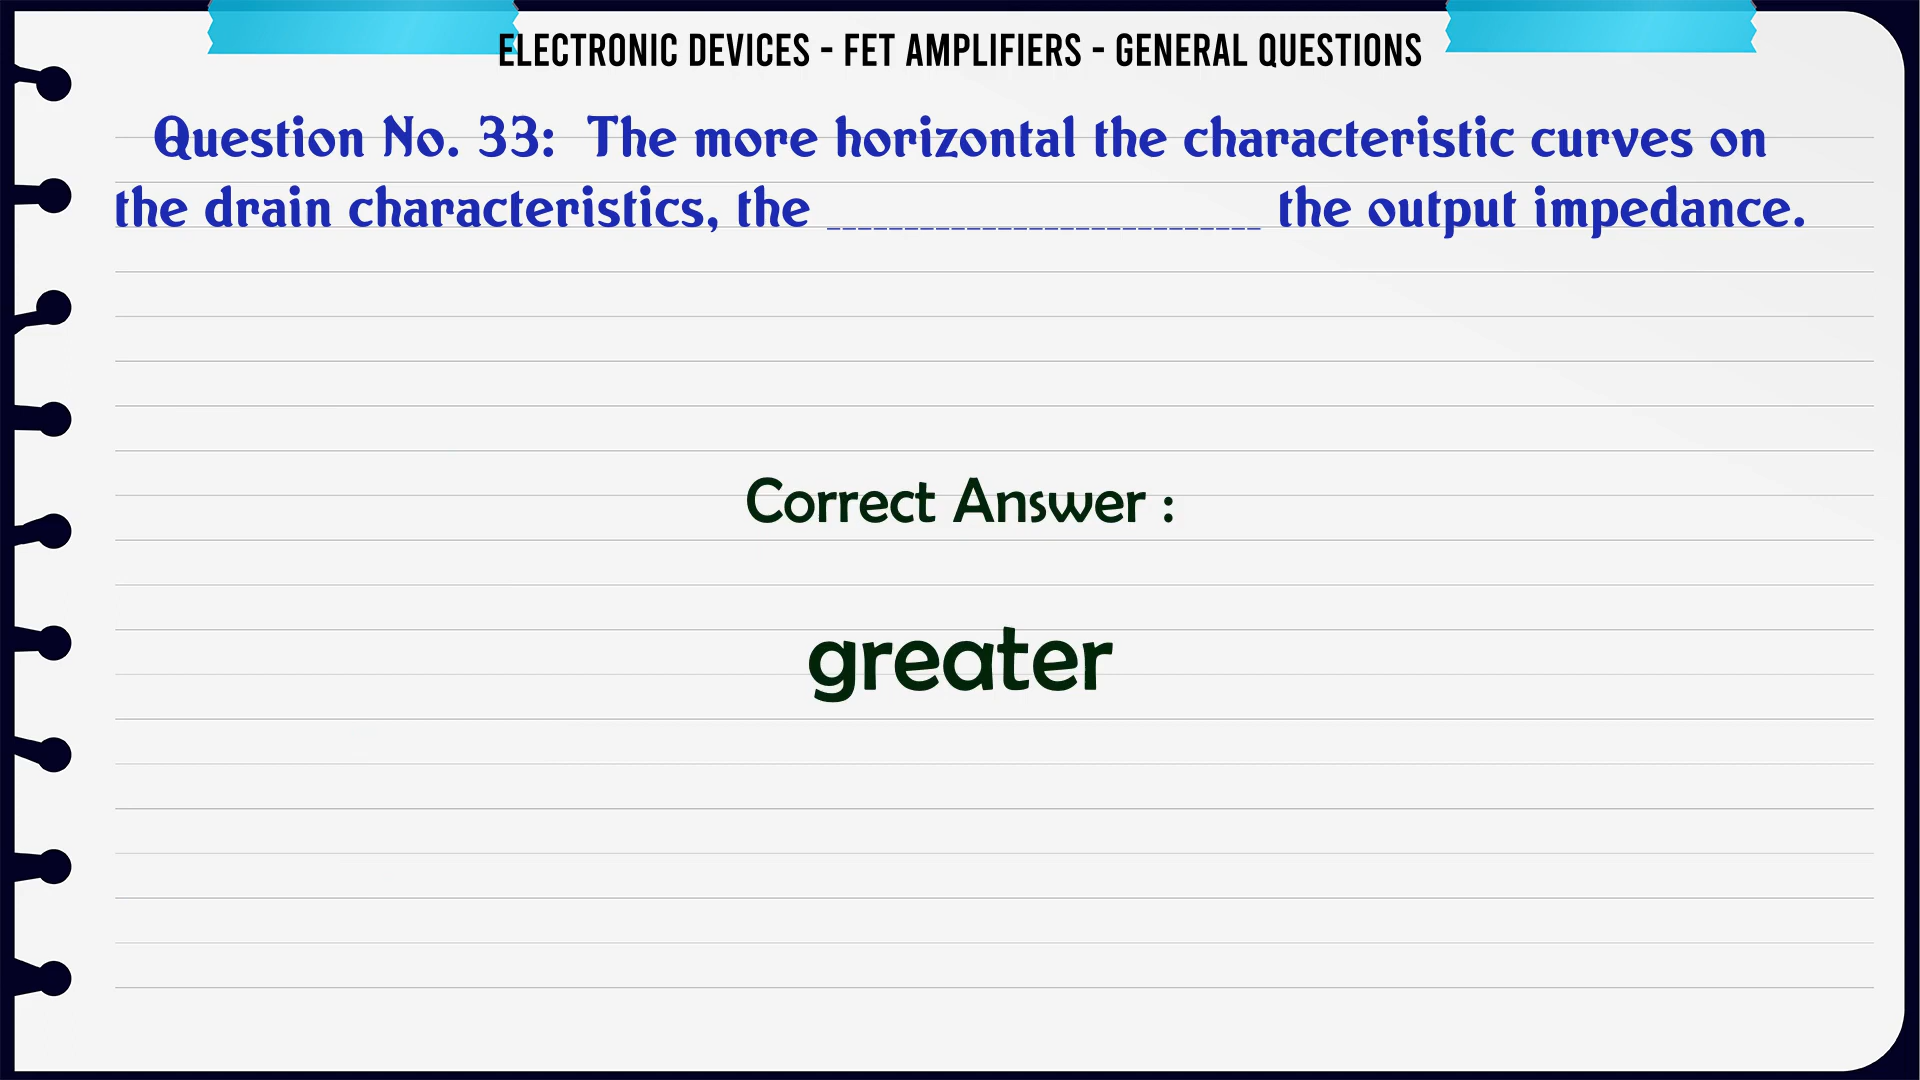 ELECTRONIC DEVICES - FET AMPLIFIERS - GENERAL QUESTIONS
Question No. 33: The more horizontal the characteristic curves on
the drain characteristics, the ____________________________ the output impedance.
Correct Answer :
greater